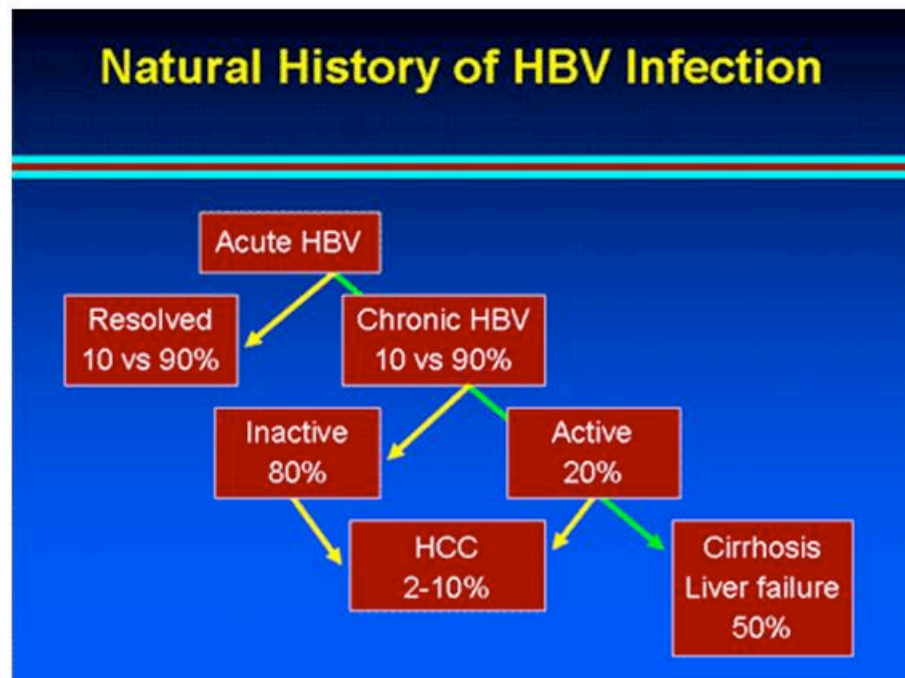 Natural History of HBV Infection
Acute HBV
Resolved
10 vs 90%
Chronic HBV
10 vs 90%
Inactive
80%
Active
20%
HCC
2-10%
Cirrhosis
Liver failure
50%